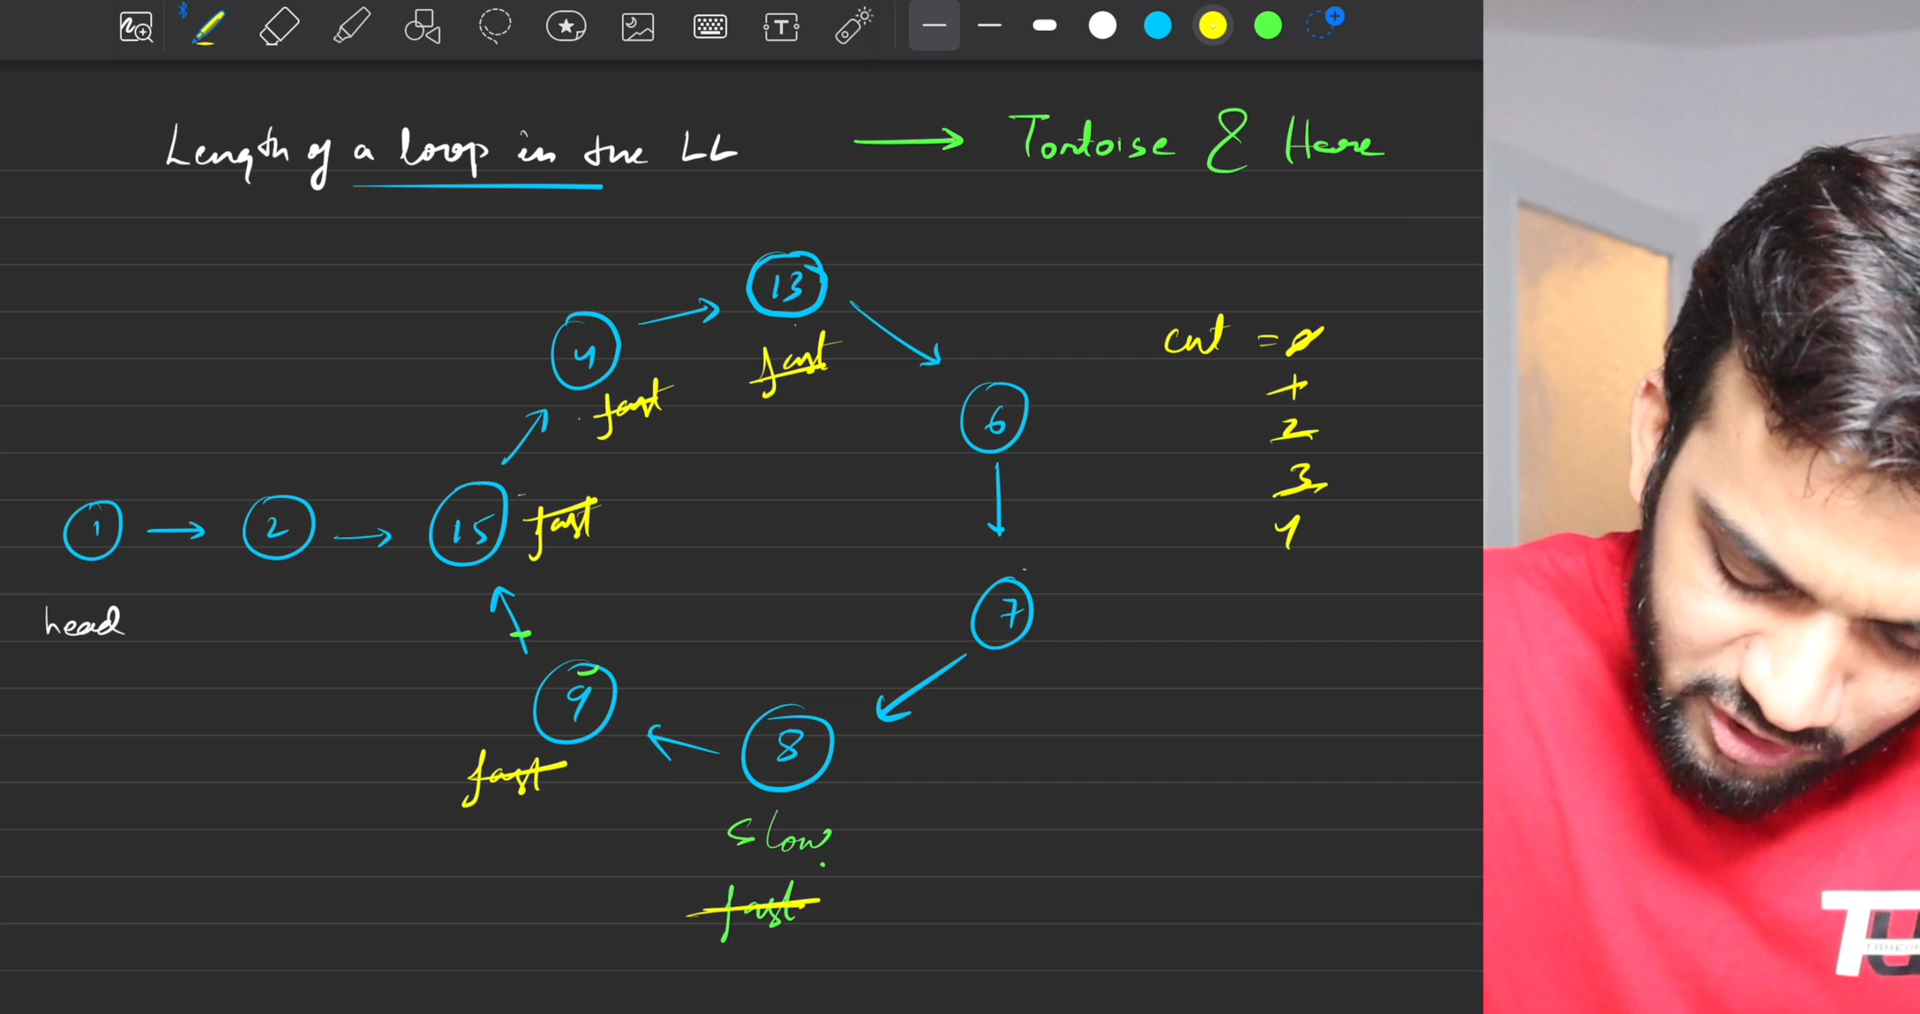 Length of a loop in the LL → Tortoise & Hare
13
4
fast
cnt = 0
fast
1
6
2
15
fast
3
1 → 2 →
4
head
7
9
8
fast
slow
fast
TU